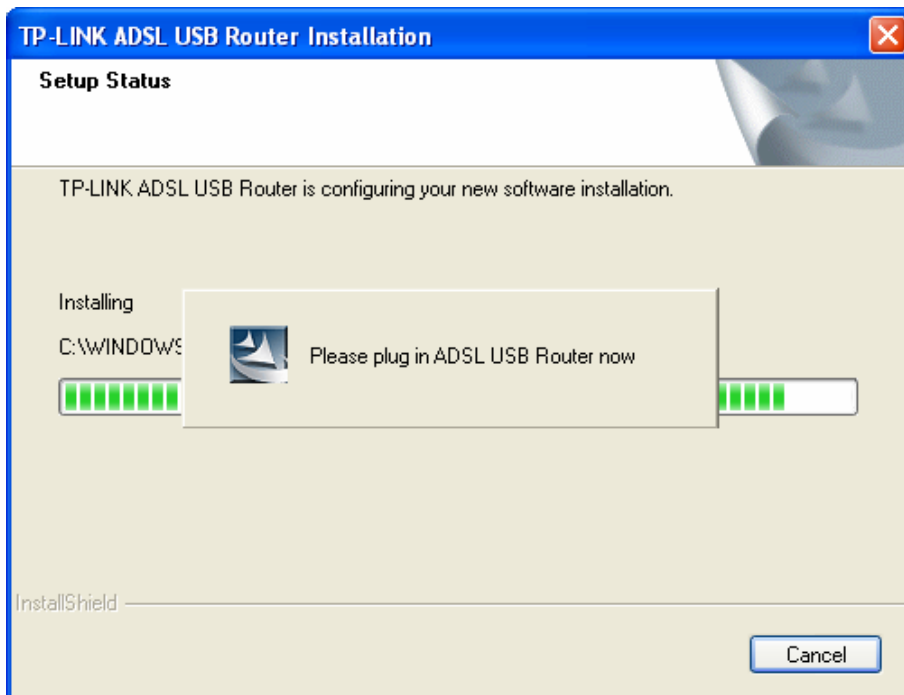 TP-LINK ADSL USB Router Installation
Setup Status
TP-LINK ADSL USB Router is configuring your new software installation.
Installing
C:\WINDOWS
Please plug in ADSL USB Router now
InstallShield
Cancel